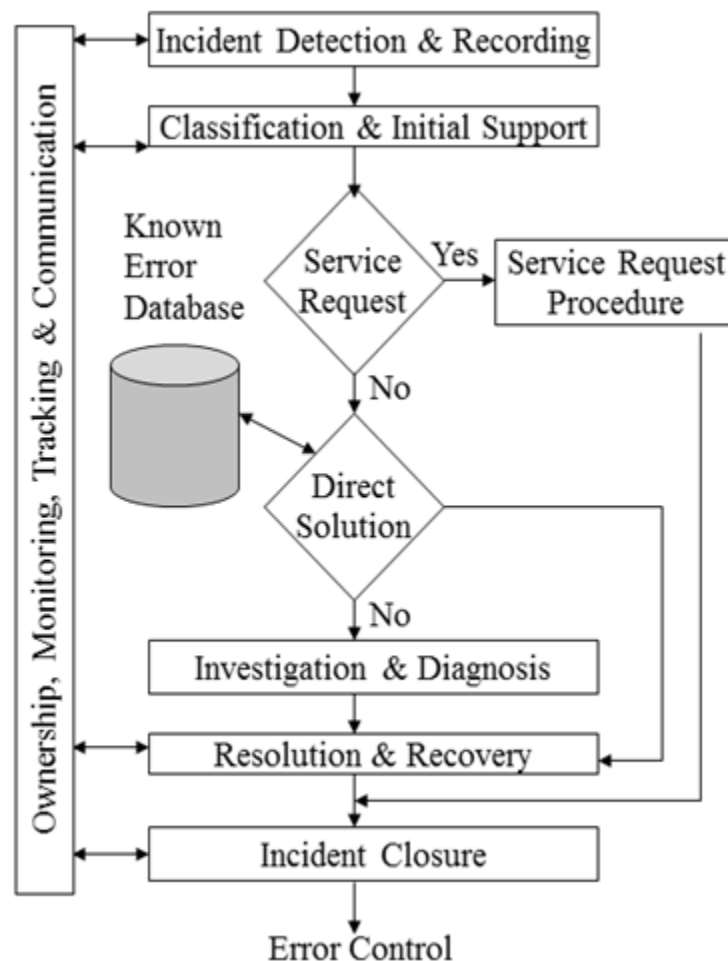 Ownership, Monitoring, Tracking & Communication
Incident Detection & Recording
Classification & Initial Support
Known
Error
Database
Service
Request
Yes
Service Request
Procedure
No
Direct
Solution
No
Investigation & Diagnosis
Resolution & Recovery
Incident Closure
Error Control